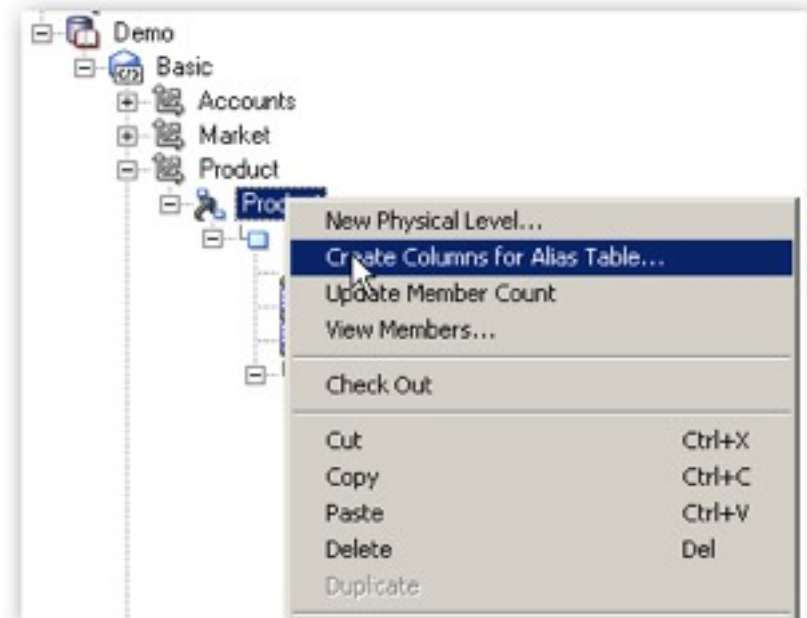 Demo
Basic
Accounts
Market
Product
New Physical Level...
Create Columns for Alias Table...
Update Member Count
View Members...
Check Out
Cut Ctrl+X
Copy Ctrl+C
Paste Ctrl+V
Delete Del
Duplicate